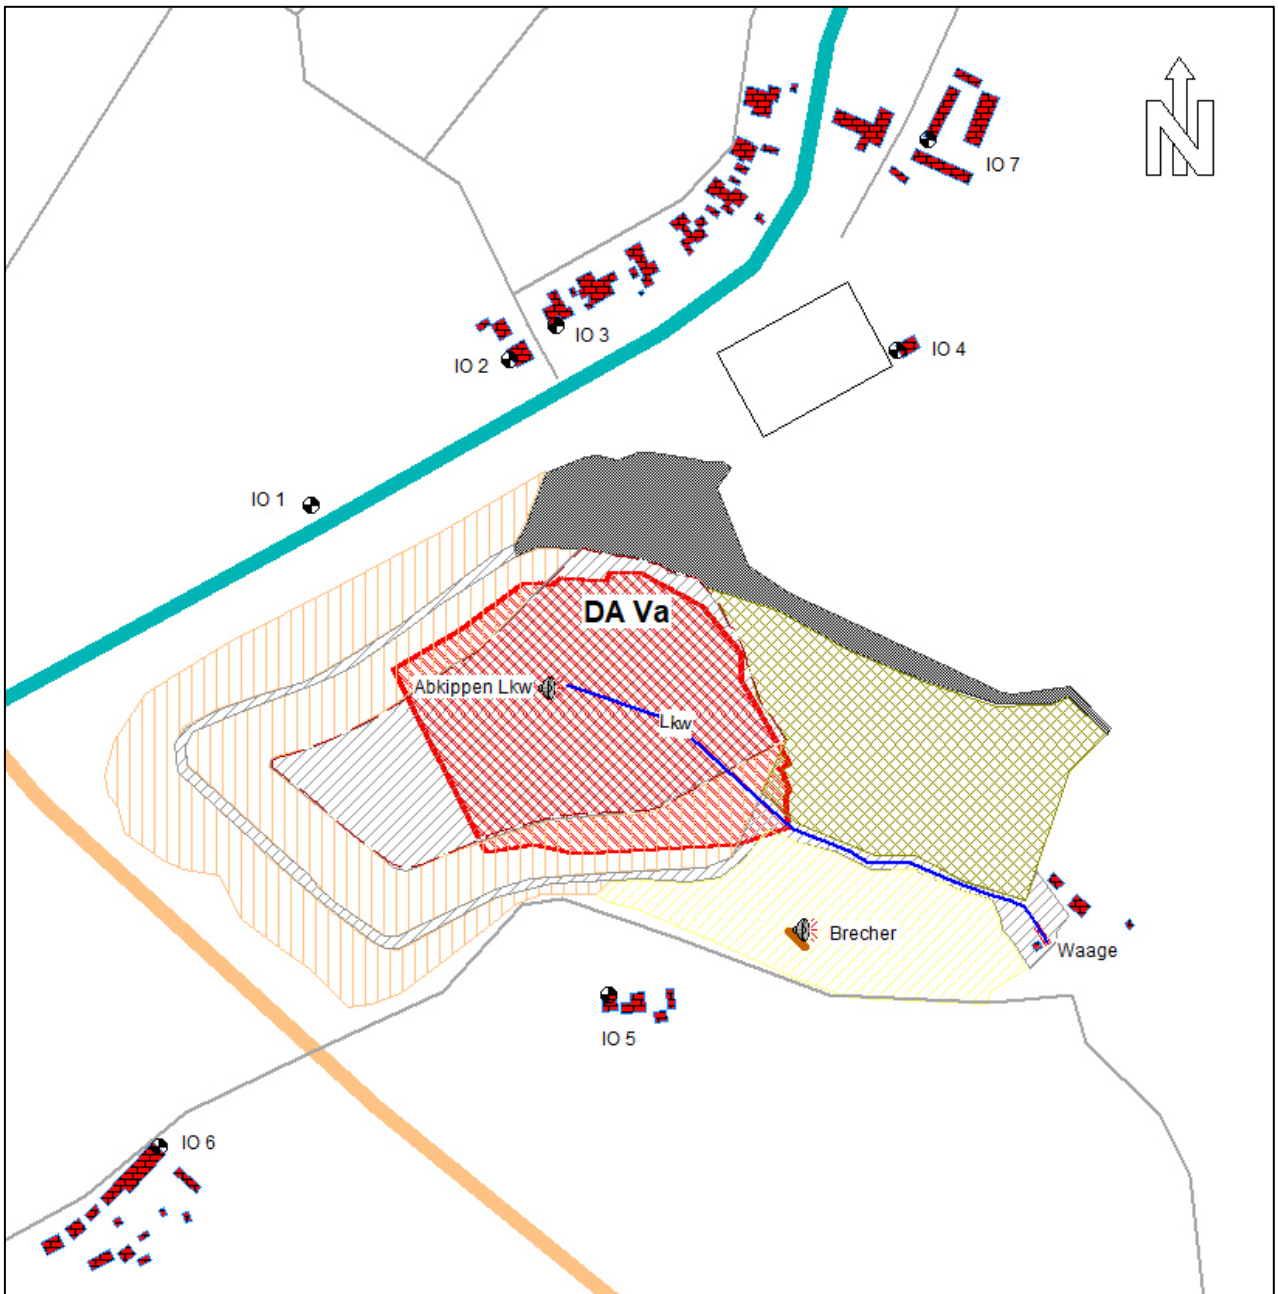 N
IO 7
IO 3
IO 4
IO 2
IO 1
DA Va
Abkippen Lkw
Lkw
Brecher
Waage
IO 5
IO 6